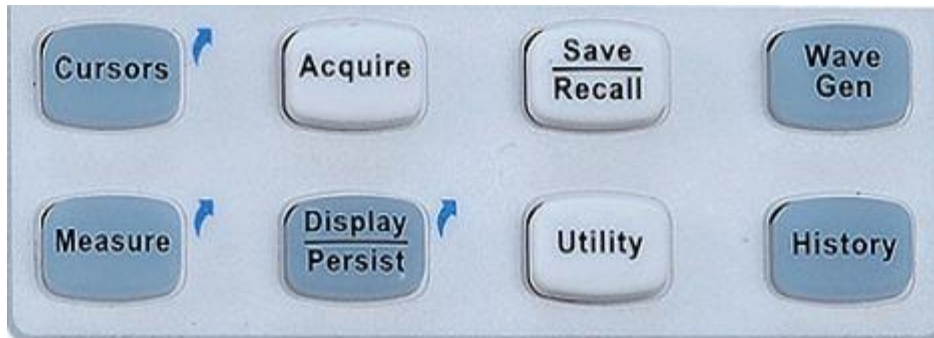 Cursors
Acquire
Save
Recall
Wave
Gen
Measure
Display
Persist
Utility
History